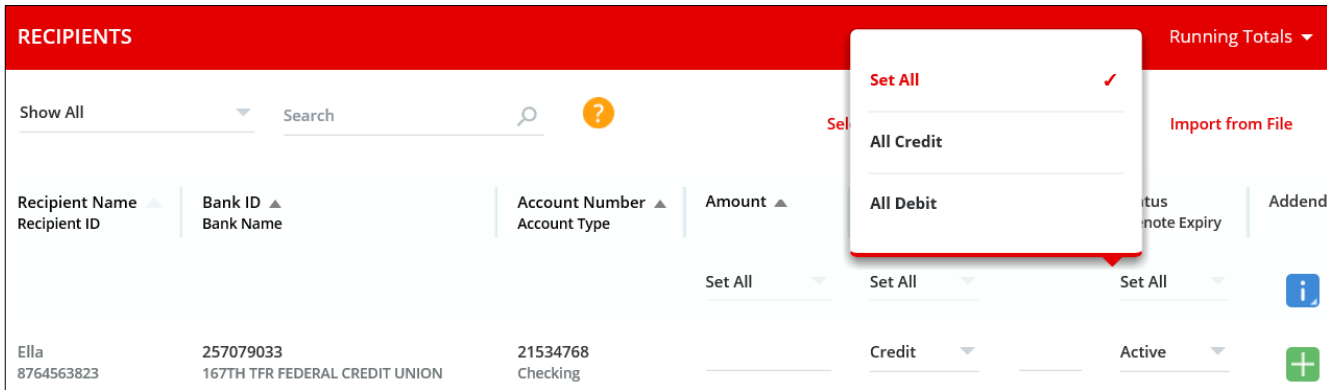 RECIPIENTS
Running Totals
Set All
All Credit
All Debit
Show All
Search
?
Import from File
Recipient Name Bank ID Account Number Amount Addend
Recipient ID Bank Name Account Type
Set All Set All Set All
i
Ella 257079033 21534768 Credit Active
8764563823 167TH TFR FEDERAL CREDIT UNION Checking